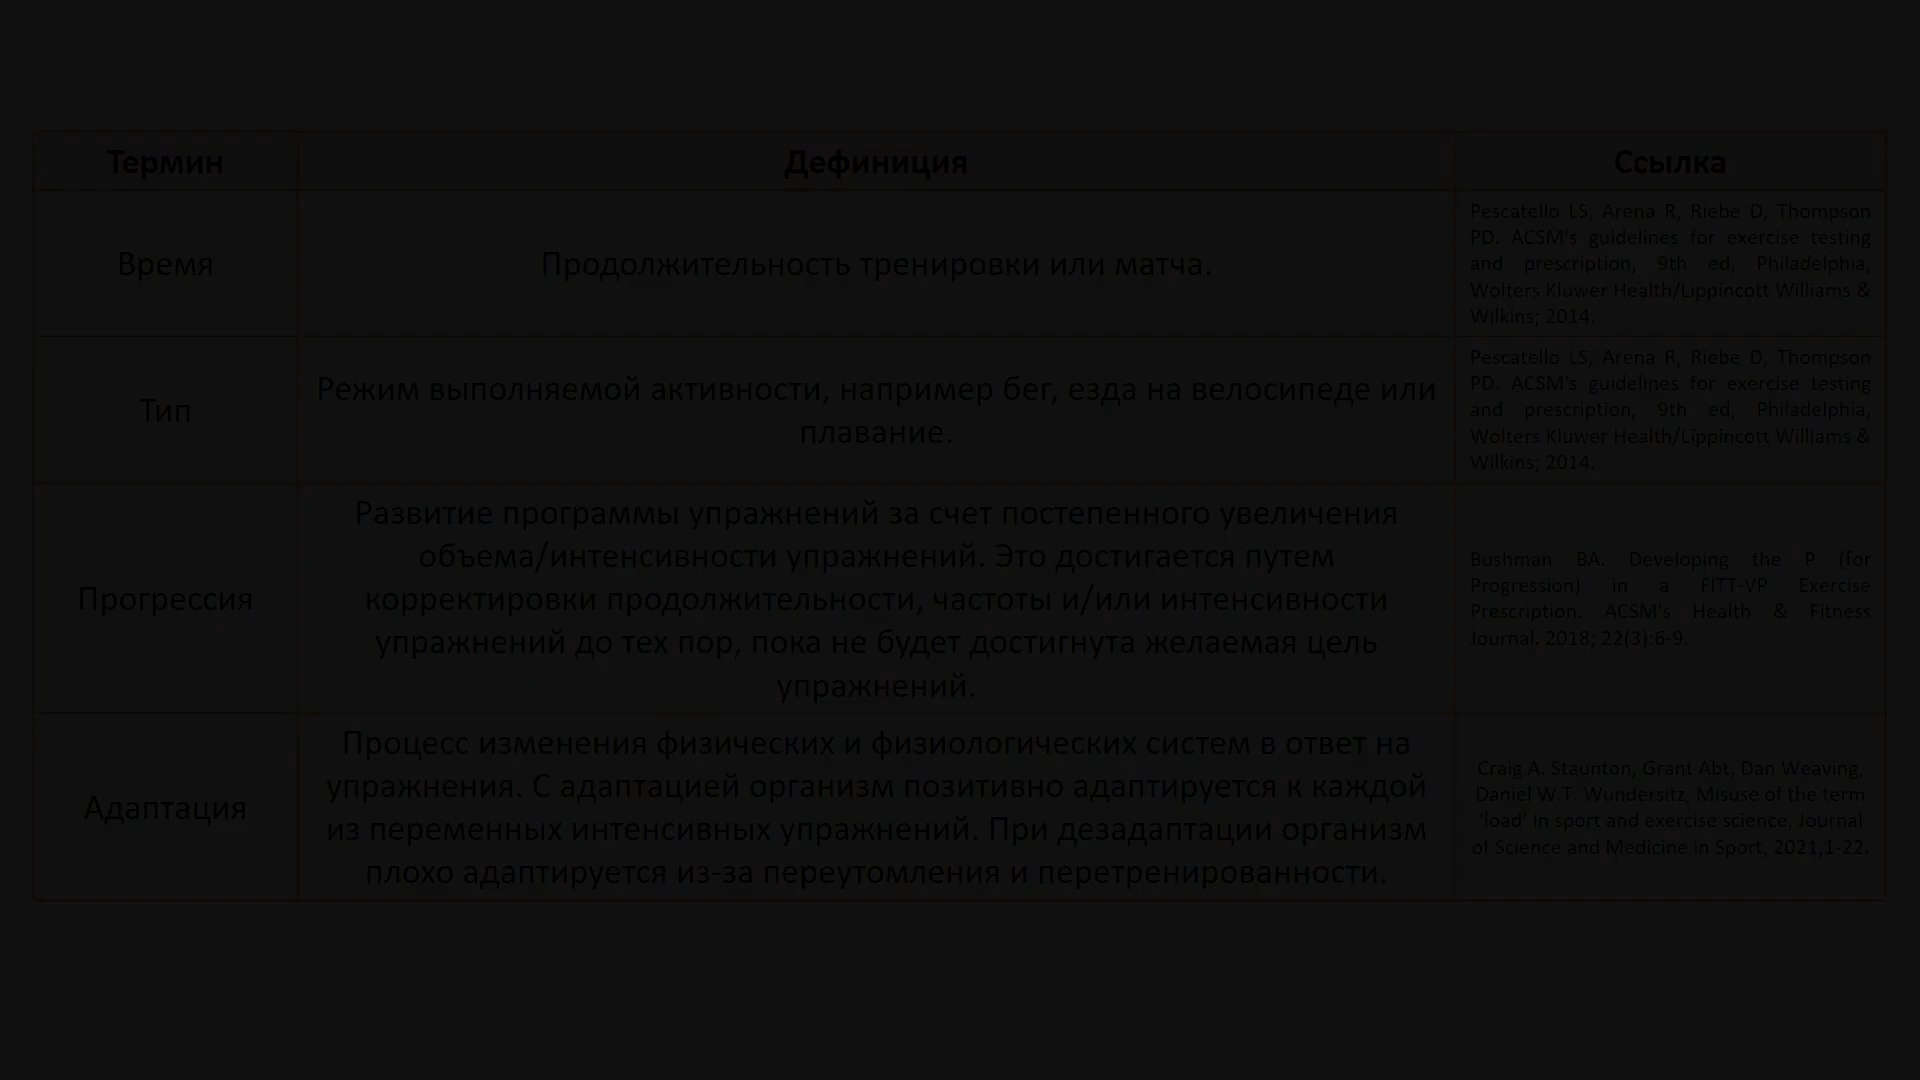 Термин
Дефиниция
Ссылка
Время
Продолжительность тренировки или матча.
Pescatello LS, Arena R, Riebe D, Thompson
PD. ACSM's guidelines for exercise testing
and prescription, 9th ed, Philadelphia,
Wolters Kluwer Health/Lippincott Williams &
Wilkins; 2014.
Тип
Режим выполняемой активности, например бег, езда на велосипеде или
плавание.
Pescatello LS, Arena R, Riebe D, Thompson
PD. ACSM's guidelines for exercise testing
and prescription, 9th ed, Philadelphia,
Wolters Kluwer Health/Lippincott Williams &
Wilkins; 2014.
Прогрессия
Развитие программы упражнений за счет постепенного увеличения
объема/интенсивности упражнений. Это достигается путем
корректировки продолжительности, частоты и/или интенсивности
упражнений до тех пор, пока не будет достигнута желаемая цель
упражнений.
Bushman BA. Developing the P (for
Progression) in a FITT-VP Exercise
Prescription. ACSM's Health & Fitness
Journal. 2018; 22(3):6-9.
Адаптация
Процесс изменения физических и физиологических систем в ответ на
упражнения. С адаптацией организм позитивно адаптируется к каждой
из переменных интенсивных упражнений. При дезадаптации организм
плохо адаптируется из-за переутомления и перетренированности.
Craig A. Staunton, Grant Abt, Dan Weaving,
Daniel W.T. Wundersitz, Misuse of the term
'load' in sport and exercise science, Journal
of Science and Medicine in Sport, 2021,1-22.